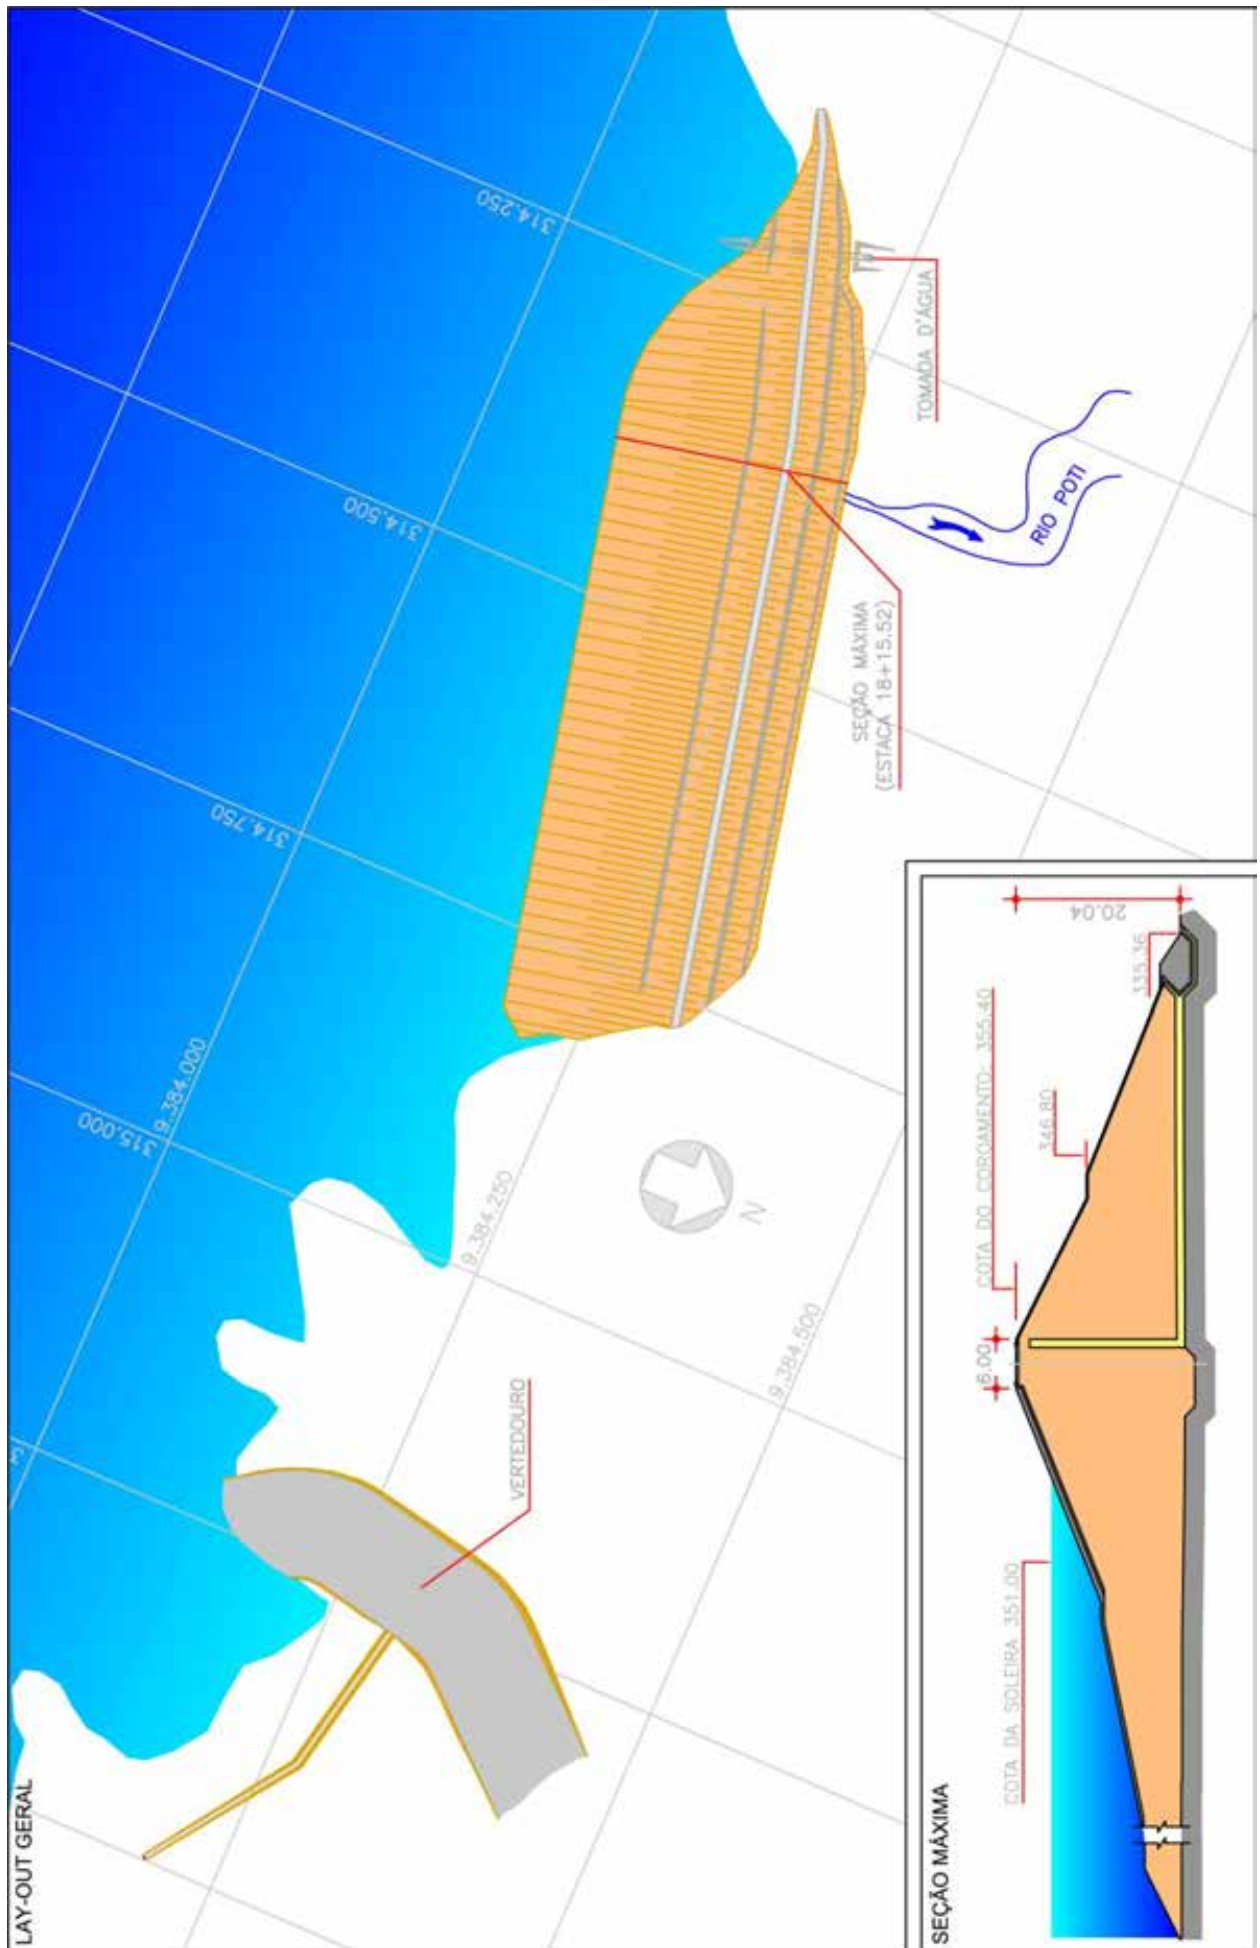 LAY-OUT GERAL
314.250
314.500
314.750
315.000
3
9.384.000
9.384.250
9.384.500
N
TOMADA D'ÁGUA
RIO POTI
SEÇÃO MÁXIMA
(ESTACA 18+15.52)
VERTEDOURO
SEÇÃO MÁXIMA
COTA DA SOLEIRA 351.00
6.00
COTA DO COROAMENTO: 355.40
346.80
335.36
20.04